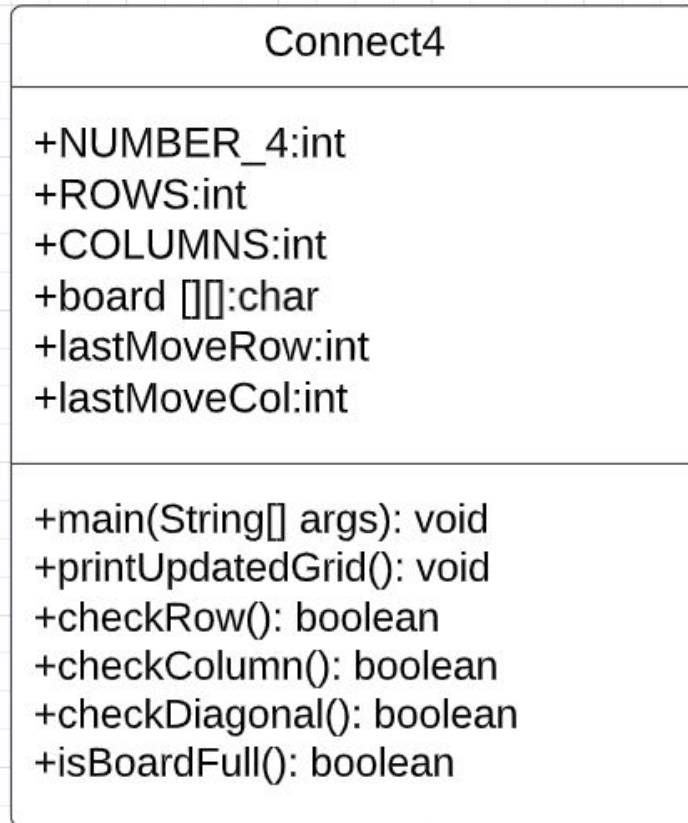 Connect4
+NUMBER_4:int
+ROWS:int
+COLUMNS:int
+board [][]:char
+lastMoveRow:int
+lastMoveCol:int
+main(String[] args): void
+printUpdatedGrid(): void
+checkRow(): boolean
+checkColumn(): boolean
+checkDiagonal(): boolean
+isBoardFull(): boolean